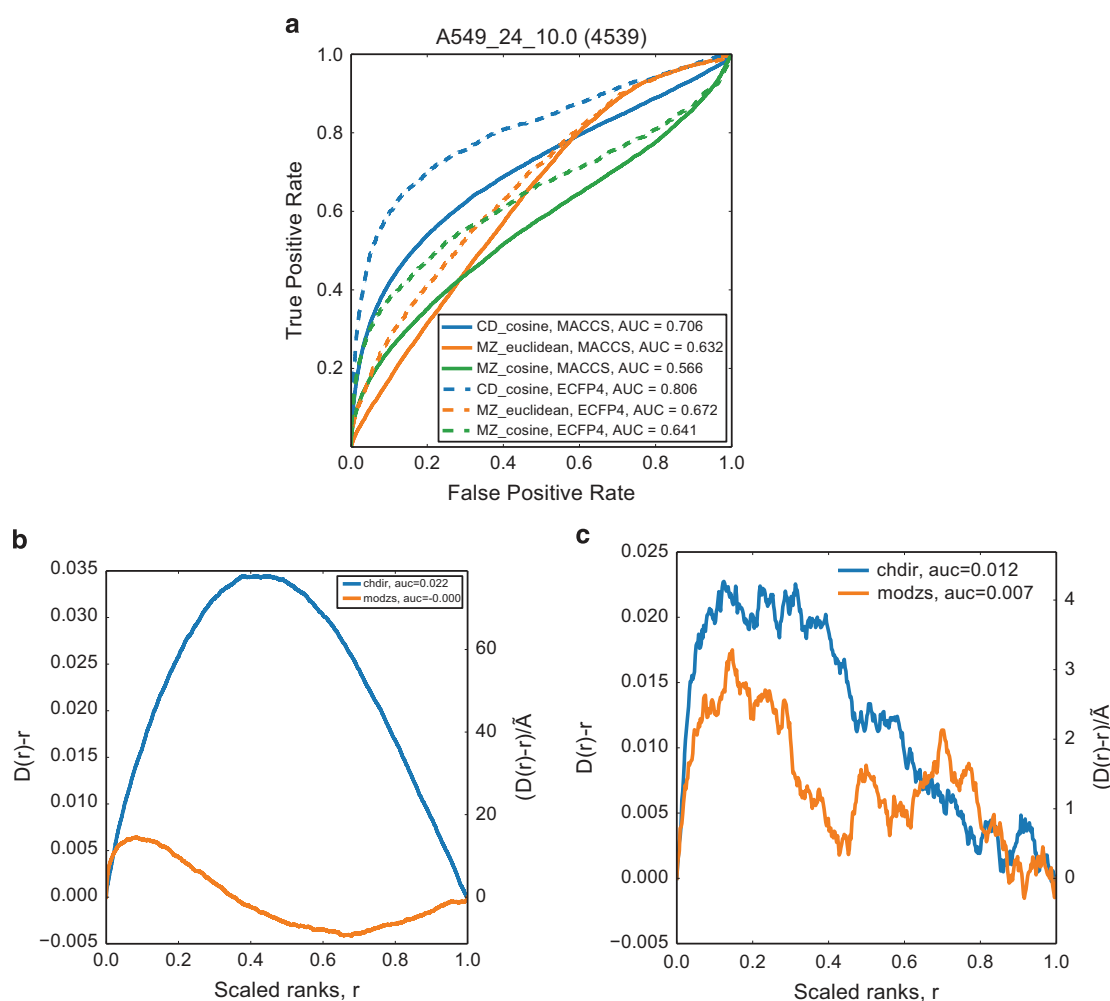 a
A549_24_10.0 (4539)
True Positive Rate
1.0
0.8
0.6
0.4
0.2
CD_cosine, MACCS, AUC = 0.706
MZ_euclidean, MACCS, AUC = 0.632
MZ_cosine, MACCS, AUC = 0.566
CD_cosine, ECFP4, AUC = 0.806
MZ_euclidean, ECFP4, AUC = 0.672
MZ_cosine, ECFP4, AUC = 0.641
0.0 0.2 0.4 0.6 0.8 1.0
False Positive Rate
b
D(r)-r
0.035
0.030
0.025
0.020
0.015
0.010
0.005
0.000
−0.005
chdir, auc=0.022
modzs, auc=-0.000
60
40
20
0
(D(r)-r)/Ã
0.0 0.2 0.4 0.6 0.8 1.0
Scaled ranks, r
c
D(r)-r
0.025
0.020
0.015
0.010
0.005
0.000
−0.005
chdir, auc=0.012
modzs, auc=0.007
4
3
2
1
0
(D(r)-r)/Ã
0.0 0.2 0.4 0.6 0.8 1.0
Scaled ranks, r